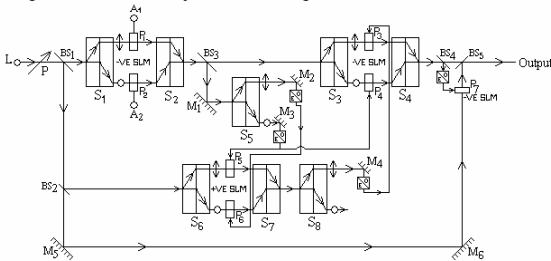 A1
L
P
BS1
P1
-VE SLM
P2
S1
S2
A2
BS3
M1
S5
M2
M3
P3
-VE SLM
P4
S3
S4
BS4
BS5
Output
P7
-VE SLM
BS2
S6
P5
+VE SLM
P6
S7
S8
M4
M5
M6